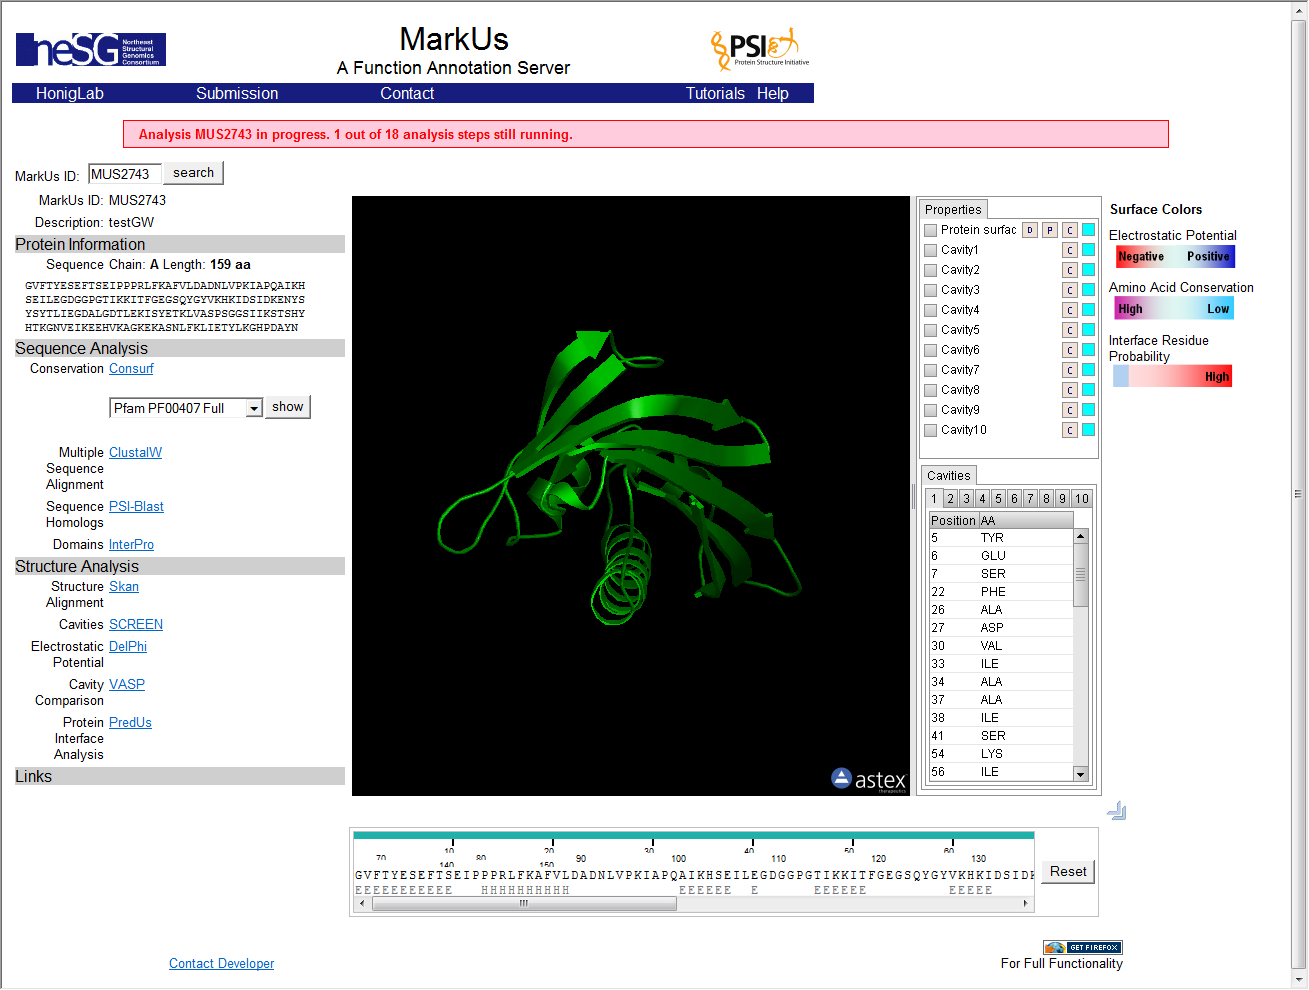 neSG Northeast Structural Genomics Consortium
MarkUs
A Function Annotation Server
PSI
Protein Structure Initiative
HonigLab Submission Contact Tutorials Help
Analysis MUS2743 in progress. 1 out of 18 analysis steps still running.
MarkUs ID: MUS2743 search
MarkUs ID: MUS2743
Description: testGW
Protein Information
Sequence Chain: A Length: 159 aa
GVFTYESEFTSEIPPPRLFKAFVLDADNLVPKIAPQAIKH
SEILEGDGGPGTIKKITFGEGSQYGYVKHKIDSIDKENYS
YSYTLIEGDALGDTLEKISYETKLVASPSGGSIIKSTSHY
HTKGNVEIKEEHVKAGKEKASNLFKLIETYLKGHPDAYN
Sequence Analysis
Conservation Consurf
Pfam PF00407 Full show
Multiple Sequence Alignment ClustalW
Sequence Homologs PSI-Blast
Domains InterPro
Structure Analysis
Structure Alignment Skan
Cavities SCREEN
Electrostatic Potential DelPhi
Cavity Comparison VASP
Protein Interface Analysis PredUs
Links
astex
therapeutics
Properties
Protein surfac D P C
Cavity1 C
Cavity2 C
Cavity3 C
Cavity4 C
Cavity5 C
Cavity6 C
Cavity7 C
Cavity8 C
Cavity9 C
Cavity10 C
Cavities
1 2 3 4 5 6 7 8 9 10
Position AA
5 TYR
6 GLU
7 SER
22 PHE
26 ALA
27 ASP
30 VAL
33 ILE
34 ALA
37 ALA
38 ILE
41 SER
54 LYS
56 ILE
Surface Colors
Electrostatic Potential
Negative Positive
Amino Acid Conservation
High Low
Interface Residue
Probability
High
10 20 30 40 50 60
70 80 90 100 110 120 130
140 150
GVFTYESEFTSEIPPPRLFKAFVLDADNLVPKIAPQAIKHSEILEGDGGPGTIKKITFGEGSQYGYVKHKIDSIDK
EEEEEEEEEE HHHHHHHHH EEEEE E EEEEE EEEE
Reset
Contact Developer
GET FIREFOX
For Full Functionality